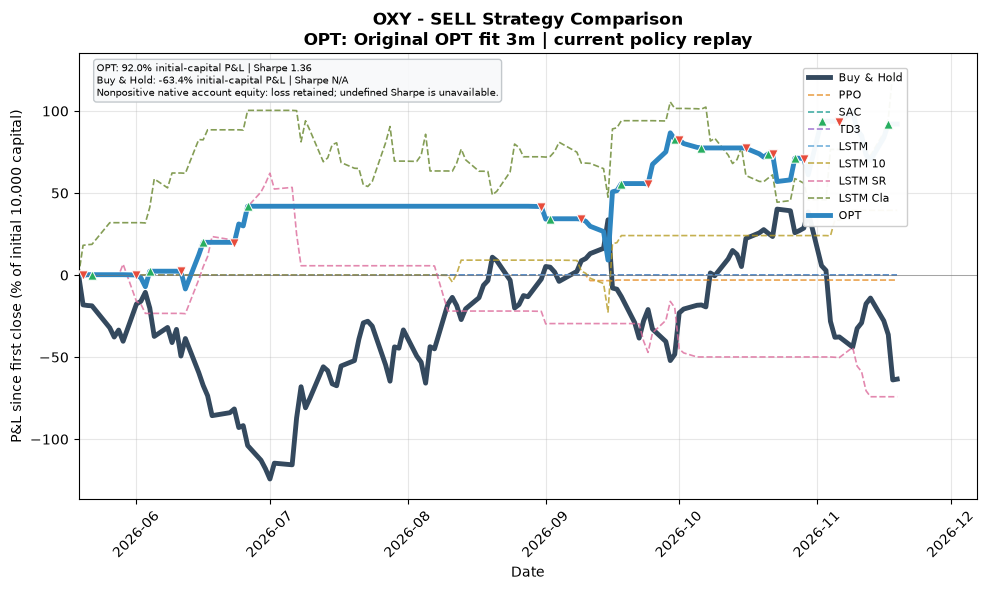 OXY - SELL Strategy Comparison
OPT: Original OPT fit 3m | current policy replay
OPT: 92.0% initial-capital P&L | Sharpe 1.36
Buy & Hold: -63.4% initial-capital P&L | Sharpe N/A
Nonpositive native account equity: loss retained; undefined Sharpe is unavailable.
Buy & Hold
PPO
SAC
TD3
LSTM
LSTM 10
LSTM SR
LSTM Cla
OPT
P&L since first close (% of initial 10,000 capital)
100
50
0
−50
−100
2026-06
2026-07
2026-08
2026-09
2026-10
2026-11
2026-12
Date